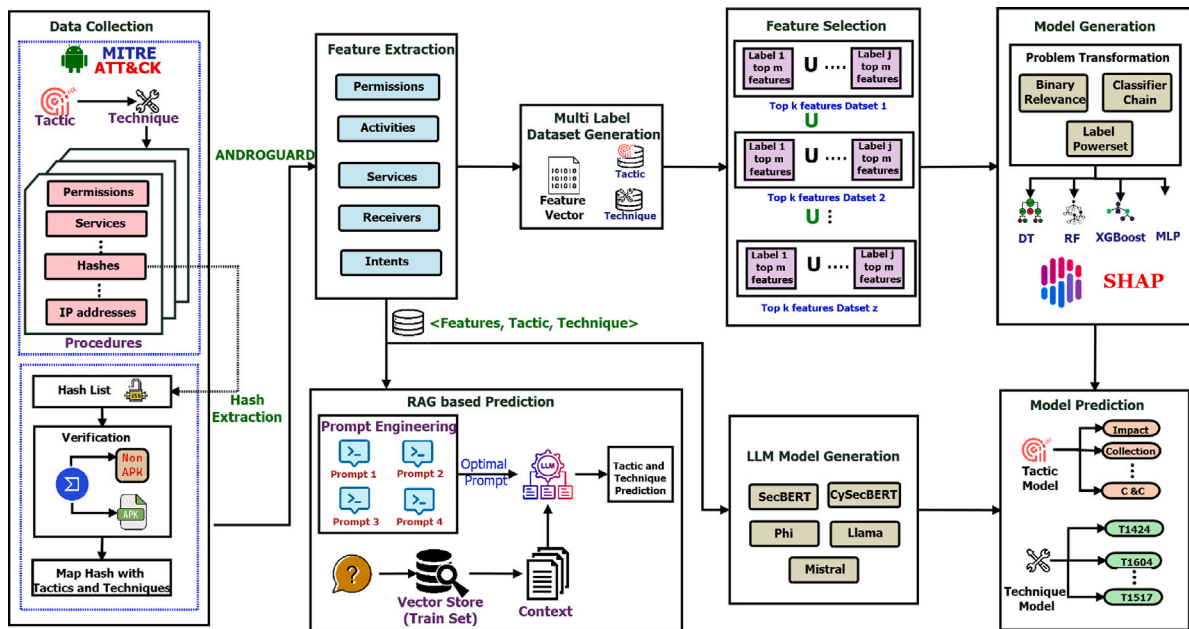 Data Collection
MITRE
ATT&CK
Tactic
Technique
Permissions
Services
Hashes
IP addresses
Procedures
Hash List
Verification
Non
APK
APK
Map Hash with
Tactics and Techniques
ANDROGUARD
Hash
Extraction
Feature Extraction
Permissions
Activities
Services
Receivers
Intents
<Features, Tactic, Technique>
Multi Label
Dataset Generation
010101
010101
010101
Feature
Vector
Tactic
Technique
Feature Selection
Label 1
top m
features
U ....
Label j
top m
features
Top k features Datset 1
U
Label 1
top m
features
U ....
Label j
top m
features
Top k features Datset 2
U
Label 1
top m
features
U ....
Label j
top m
features
Top k features Datset z
Model Generation
Problem Transformation
Binary
Relevance
Classifier
Chain
Label
Powerset
DT
RF
XGBoost
MLP
SHAP
RAG based Prediction
Prompt Engineering
Prompt 1
Prompt 2
Prompt 3
Prompt 4
Optimal
Prompt
LLM
Tactic and
Technique
Prediction
?
Vector Store
(Train Set)
Context
LLM Model Generation
SecBERT
CySecBERT
Phi
Llama
Mistral
Model Prediction
Tactic
Model
Impact
Collection
C &C
Technique Model
T1424
T1604
T1517